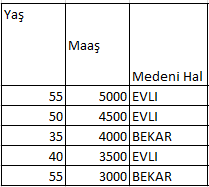 Yaş Maaş Medeni Hal
55 5000 EVLI
50 4500 EVLI
35 4000 BEKAR
40 3500 EVLI
55 3000 BEKAR